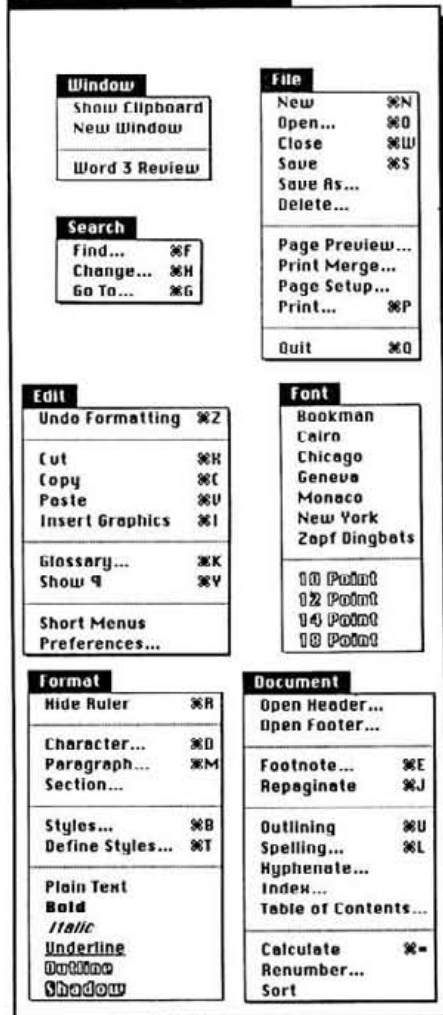 Window
Show Clipboard
New Window
Word 3 Review
File
New ⌘N
Open... ⌘O
Close ⌘W
Save ⌘S
Save As...
Delete...
Page Preview...
Print Merge...
Page Setup...
Print... ⌘P
Quit ⌘Q
Search
Find... ⌘F
Change... ⌘H
Go To... ⌘G
Edit
Undo Formatting ⌘Z
Cut ⌘X
Copy ⌘C
Paste ⌘V
Insert Graphics ⌘I
Glossary... ⌘K
Show ¶ ⌘Y
Short Menus
Preferences...
Font
Bookman
Cairo
Chicago
Geneva
Monaco
New York
Zapf Dingbats
10 Point
12 Point
14 Point
18 Point
Format
Hide Ruler ⌘R
Character... ⌘D
Paragraph... ⌘M
Section...
Styles... ⌘B
Define Styles... ⌘T
Plain Text
Bold
Italic
Underline
Outline
Shadow
Document
Open Header...
Open Footer...
Footnote... ⌘E
Repaginate ⌘J
Outlining ⌘U
Spelling... ⌘L
Hyphenate...
Index...
Table of Contents...
Calculate ⌘=
Renumber...
Sort